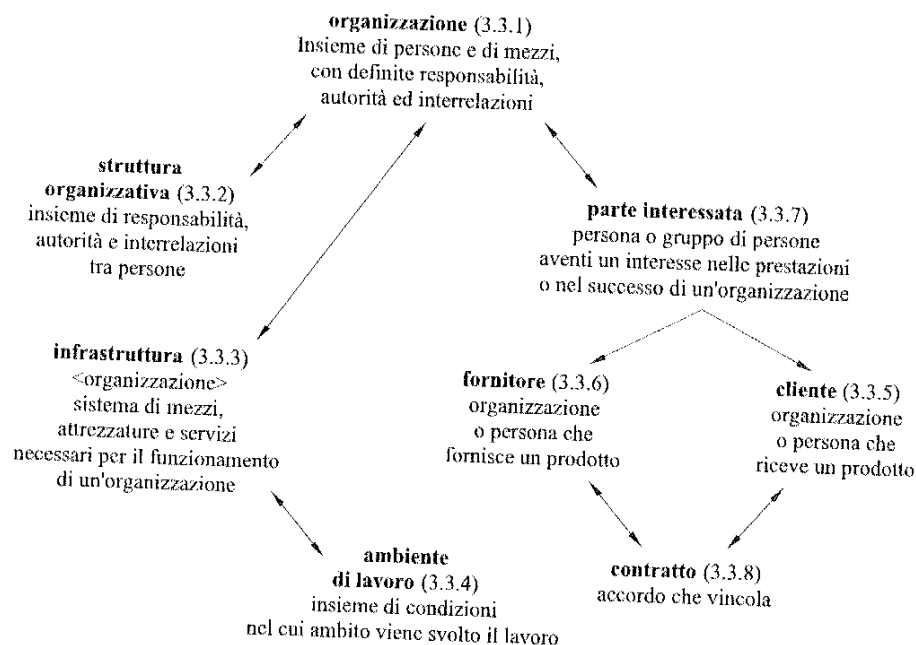 organizzazione (3.3.1)
Insieme di persone e di mezzi,
con definite responsabilità,
autorità ed interrelazioni
struttura
organizzativa (3.3.2)
insieme di responsabilità,
autorità e interrelazioni
tra persone
parte interessata (3.3.7)
persona o gruppo di persone
aventi un interesse nelle prestazioni
o nel successo di un'organizzazione
infrastruttura (3.3.3)
<organizzazione>
sistema di mezzi,
attrezzature e servizi
necessari per il funzionamento
di un'organizzazione
fornitore (3.3.6)
organizzazione
o persona che
fornisce un prodotto
cliente (3.3.5)
organizzazione
o persona che
riceve un prodotto
ambiente
di lavoro (3.3.4)
insieme di condizioni
nel cui ambito viene svolto il lavoro
contratto (3.3.8)
accordo che vincola